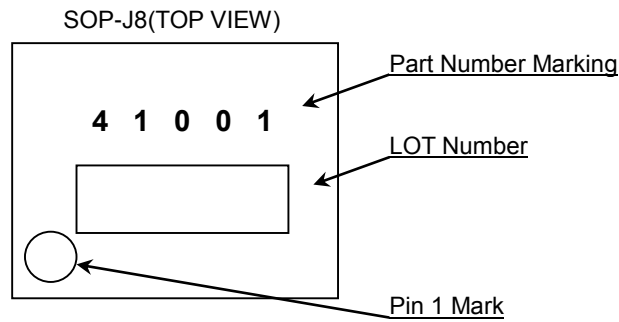 SOP-J8(TOP VIEW)
Part Number Marking
4 1 0 0 1
LOT Number
Pin 1 Mark